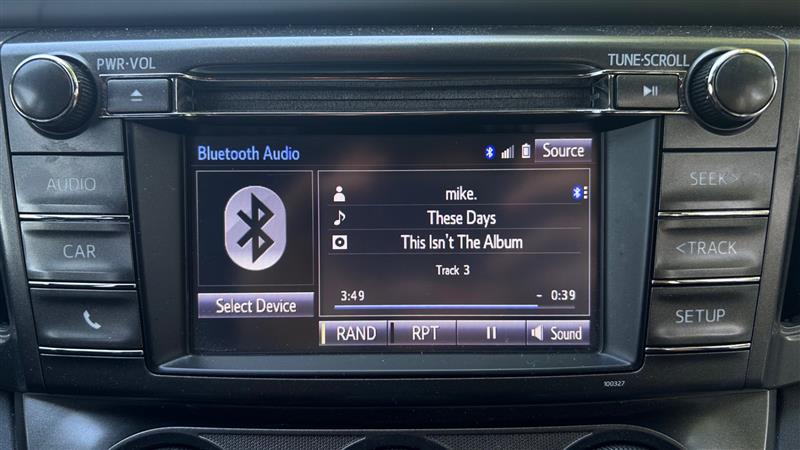 PWR·VOL
TUNE·SCROLL
AUDIO
CAR
SEEK>
<TRACK
SETUP
Bluetooth Audio
Source
mike.
These Days
This Isn't The Album
Track 3
3:49
- 0:39
Select Device
RAND
RPT
Sound
100327